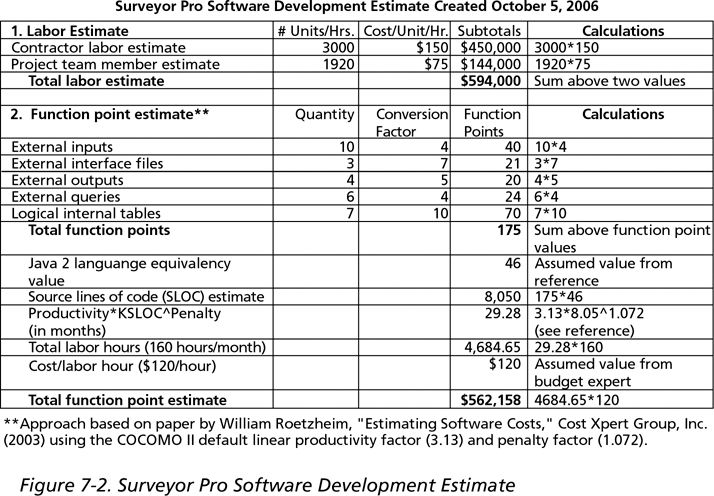 Surveyor Pro Software Development Estimate Created October 5, 2006
1. Labor Estimate # Units/Hrs. Cost/Unit/Hr. Subtotals Calculations
Contractor labor estimate 3000 $150 $450,000 3000*150
Project team member estimate 1920 $75 $144,000 1920*75
Total labor estimate $594,000 Sum above two values
2. Function point estimate** Quantity Conversion Function Calculations
Factor Points
External inputs 10 4 40 10*4
External interface files 3 7 21 3*7
External outputs 4 5 20 4*5
External queries 6 4 24 6*4
Logical internal tables 7 10 70 7*10
Total function points 175 Sum above function point
values
Java 2 languange equivalency 46 Assumed value from
value reference
Source lines of code (SLOC) estimate 8,050 175*46
Productivity*KSLOC^Penalty 29.28 3.13*8.05^1.072
(in months) (see reference)
Total labor hours (160 hours/month) 4,684.65 29.28*160
Cost/labor hour ($120/hour) $120 Assumed value from
budget expert
Total function point estimate $562,158 4684.65*120
**Approach based on paper by William Roetzheim, "Estimating Software Costs," Cost Xpert Group, Inc.
(2003) using the COCOMO II default linear productivity factor (3.13) and penalty factor (1.072).
Figure 7-2. Surveyor Pro Software Development Estimate